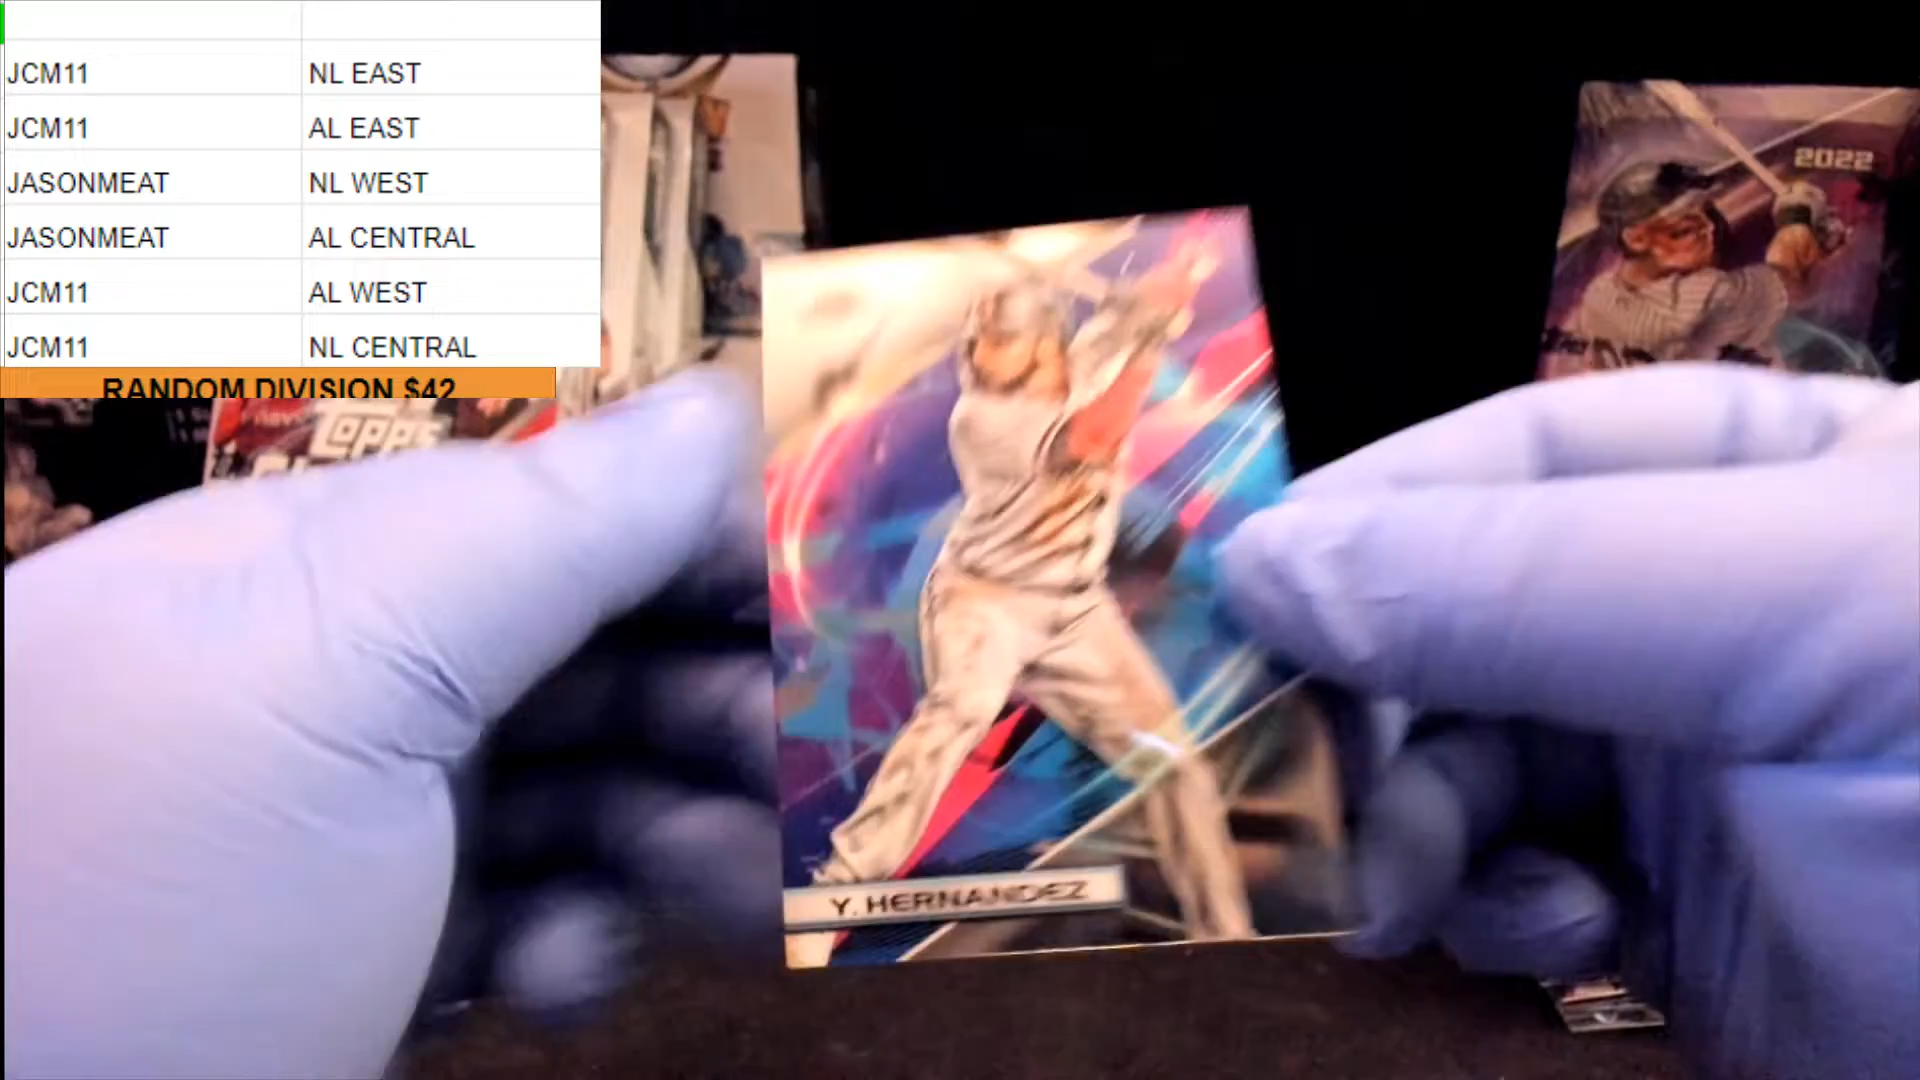 JCM11 NL EAST
JCM11 AL EAST
JASONMEAT NL WEST
JASONMEAT AL CENTRAL
JCM11 AL WEST
JCM11 NL CENTRAL
RANDOM DIVISION $42
topps
2022
Y. HERNANDEZ